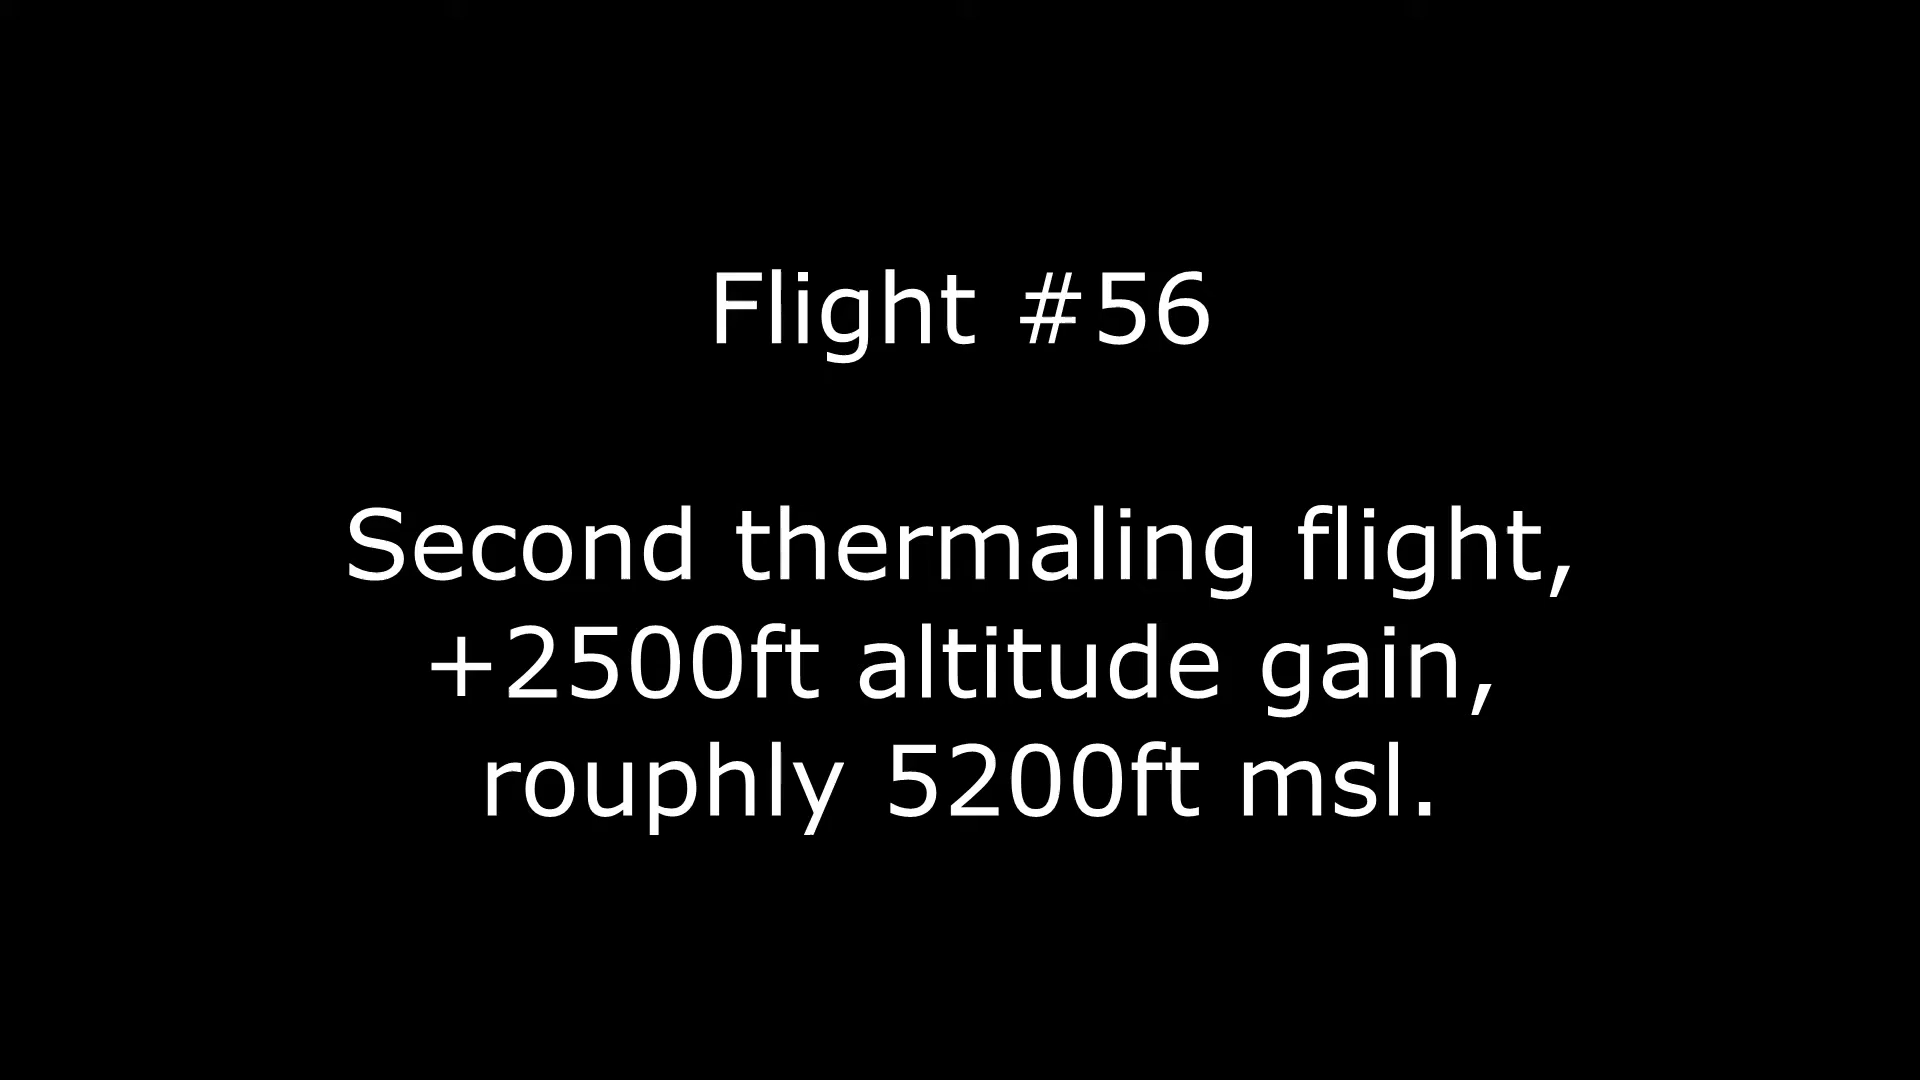 Flight #56
Second thermaling flight,
+2500ft altitude gain,
rouphly 5200ft msl.